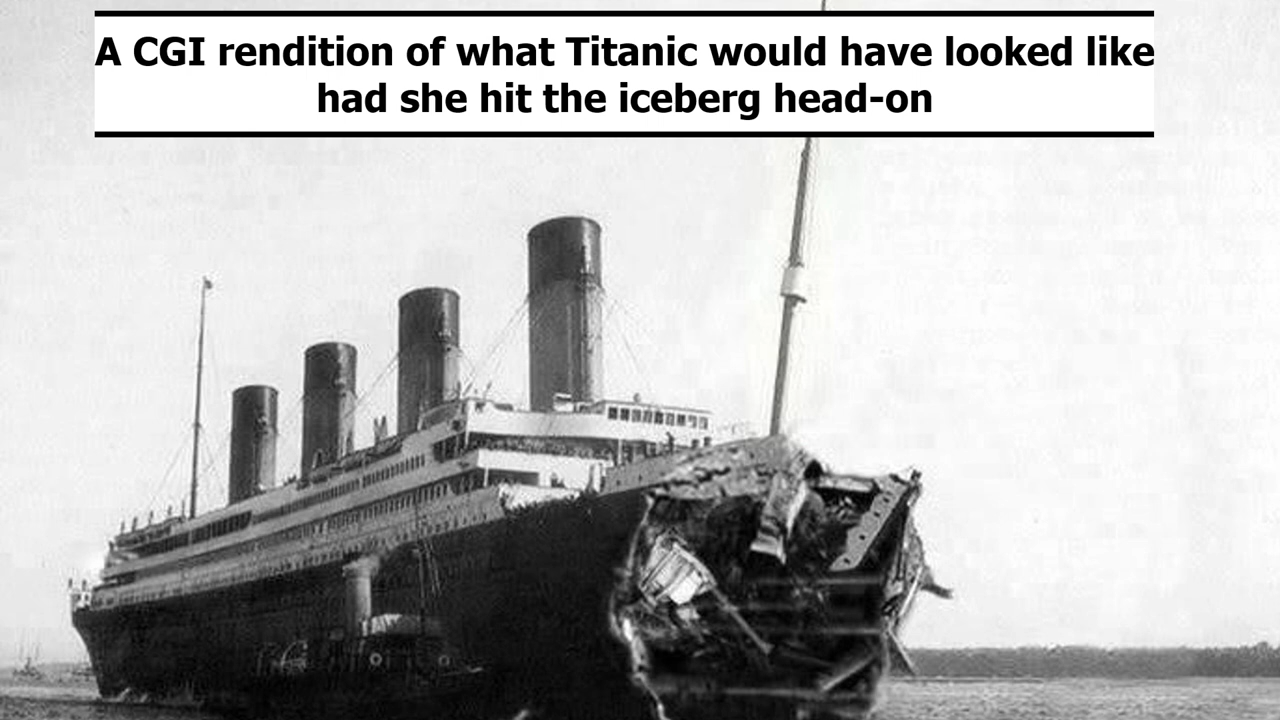 A CGI rendition of what Titanic would have looked like
had she hit the iceberg head-on